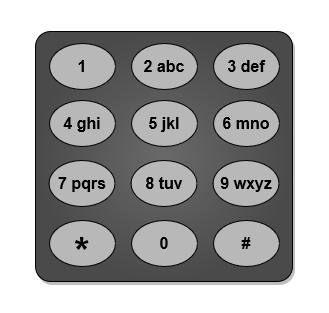 1 2 abc 3 def
4 ghi 5 jkl 6 mno
7 pqrs 8 tuv 9 wxyz
* 0 #